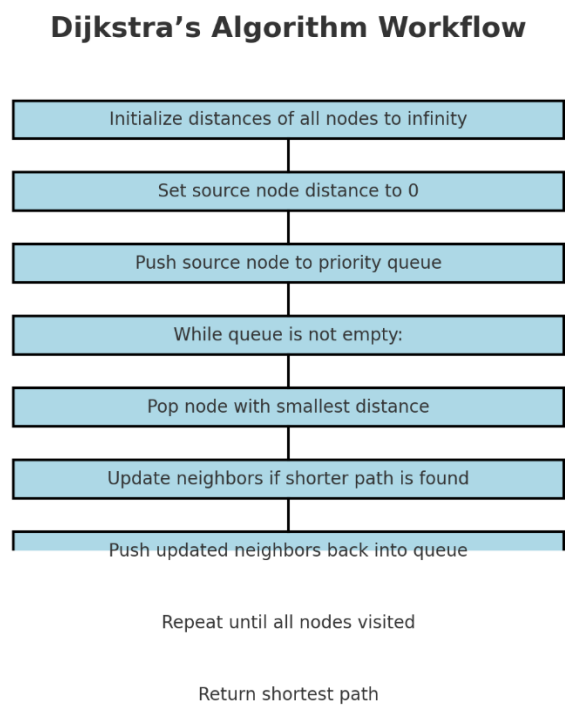 Dijkstra’s Algorithm Workflow
Initialize distances of all nodes to infinity
Set source node distance to 0
Push source node to priority queue
While queue is not empty:
Pop node with smallest distance
Update neighbors if shorter path is found
Push updated neighbors back into queue
Repeat until all nodes visited
Return shortest path